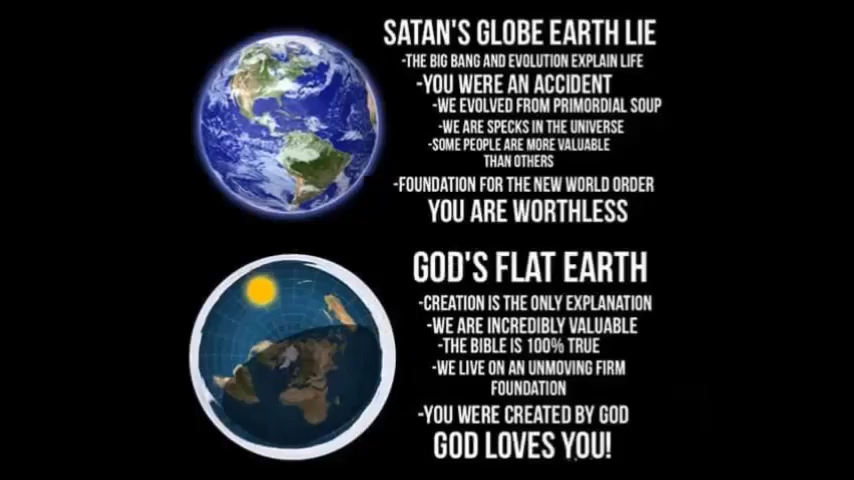 SATAN'S GLOBE EARTH LIE
-THE BIG BANG AND EVOLUTION EXPLAIN LIFE
-YOU WERE AN ACCIDENT
-WE EVOLVED FROM PRIMORDIAL SOUP
-WE ARE SPECKS IN THE UNIVERSE
-SOME PEOPLE ARE MORE VALUABLE
THAN OTHERS
-FOUNDATION FOR THE NEW WORLD ORDER
YOU ARE WORTHLESS
GOD'S FLAT EARTH
-CREATION IS THE ONLY EXPLANATION
-WE ARE INCREDIBLY VALUABLE
-THE BIBLE IS 100% TRUE
-WE LIVE ON AN UNMOVING FIRM
FOUNDATION
-YOU WERE CREATED BY GOD
GOD LOVES YOU!